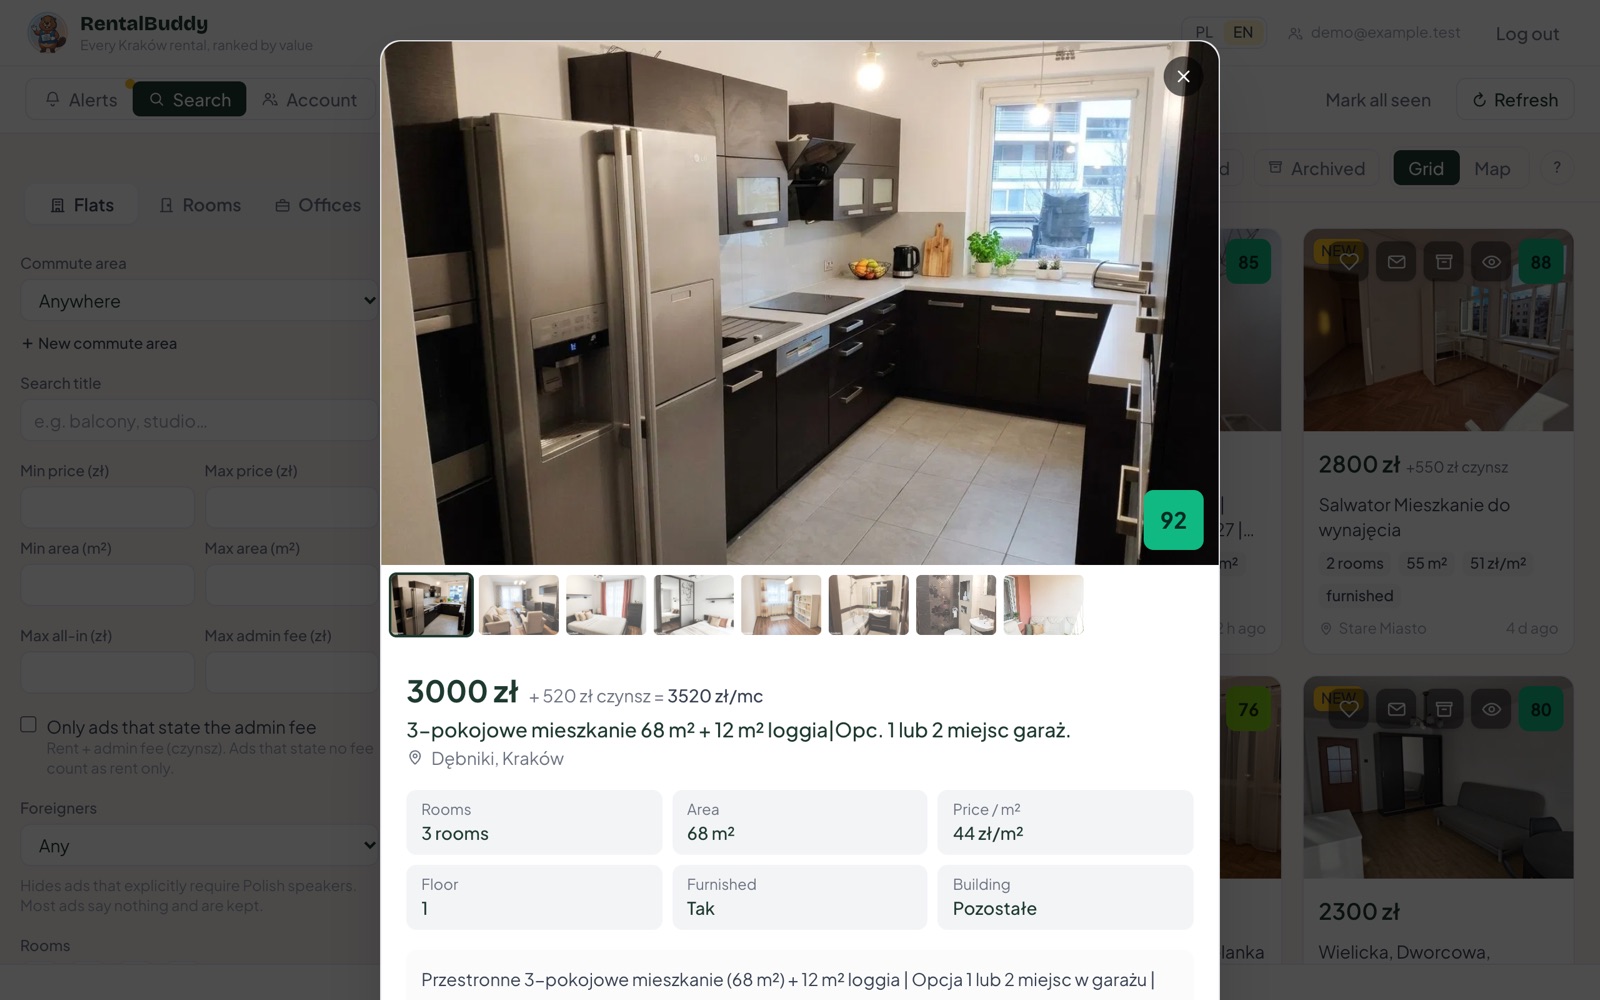 RentalBuddy
Every Kraków rental, ranked by value
PL EN
demo@example.test
Log out
Alerts
Search
Account
Mark all seen
Refresh
Archived
Grid
Map
?
Flats
Rooms
Offices
Commute area
Anywhere
+ New commute area
Search title
e.g. balcony, studio...
Min price (zł)
Max price (zł)
Min area (m²)
Max area (m²)
Max all-in (zł)
Max admin fee (zł)
Only ads that state the admin fee
Rent + admin fee (czynsz). Ads that state no fee
count as rent only.
Foreigners
Any
Hides ads that explicitly require Polish speakers.
Most ads say nothing and are kept.
Rooms
92
3000 zł + 520 zł czynsz = 3520 zł/mc
3-pokojowe mieszkanie 68 m² + 12 m² loggia|Opc. 1 lub 2 miejsc garaż.
Dębniki, Kraków
Rooms
3 rooms
Area
68 m²
Price / m²
44 zł/m²
Floor
1
Furnished
Tak
Building
Pozostałe
Przestronne 3-pokojowe mieszkanie (68 m²) + 12 m² loggia | Opcja 1 lub 2 miejsc w garażu |
85
27 |...
m²
h ago
76
lanka
NEW
88
2800 zł +550 zł czynsz
Salwator Mieszkanie do
wynajęcia
2 rooms
55 m²
51 zł/m²
furnished
Stare Miasto
4 d ago
NEW
80
2300 zł
Wielicka, Dworcowa,